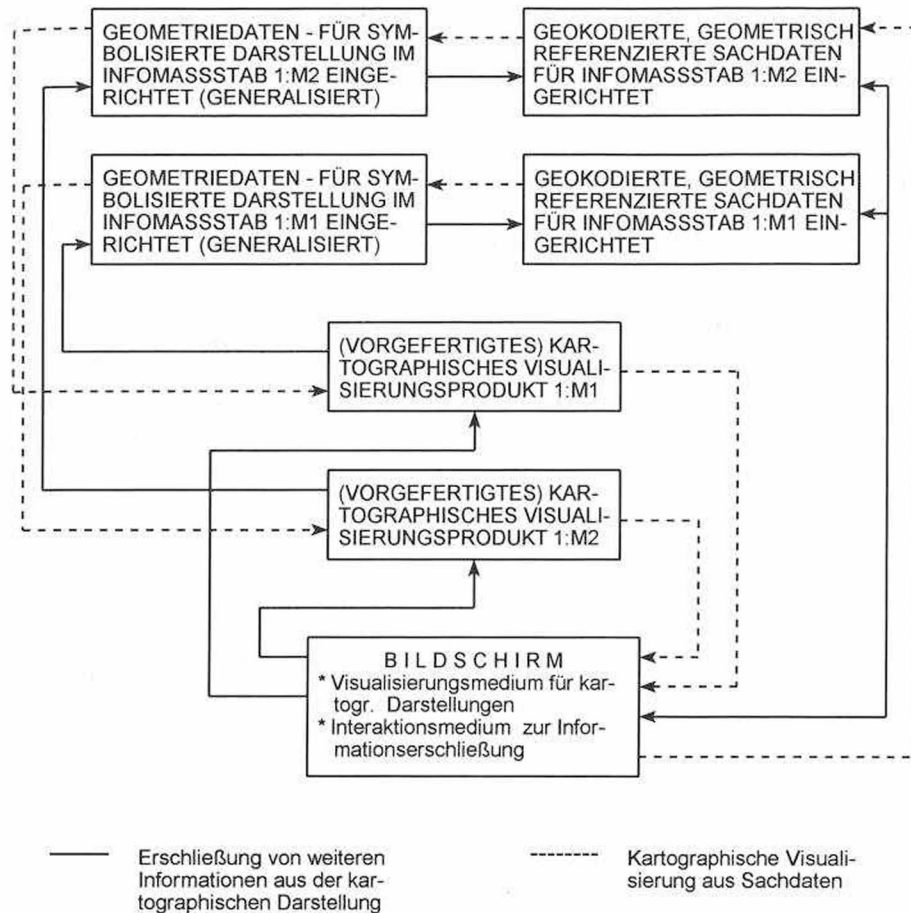 GEOMETRIEDATEN - FÜR SYM-
BOLISIERTE DARSTELLUNG IM
INFOMASSSTAB 1:M2 EINGE-
RICHTET (GENERALISIERT)
GEOKODIERTE, GEOMETRISCH
REFERENZIERTE SACHDATEN
FÜR INFOMASSSTAB 1:M2 EIN-
GERICHTET
GEOMETRIEDATEN - FÜR SYM-
BOLISIERTE DARSTELLUNG IM
INFOMASSSTAB 1:M1 EINGE-
RICHTET (GENERALISIERT)
GEOKODIERTE, GEOMETRISCH
REFERENZIERTE SACHDATEN
FÜR INFOMASSSTAB 1:M1 EIN-
GERICHTET
(VORGEFERTIGTES) KAR-
TOGRAPHISCHES VISUALI-
SIERUNGSPRODUKT 1:M1
(VORGEFERTIGTES) KAR-
TOGRAPHISCHES VISUALI-
SIERUNGSPRODUKT 1:M2
BILDSCHIRM
* Visualisierungsmedium für kar-
togr. Darstellungen
* Interaktionsmedium zur Infor-
mationserschließung
Erschließung von weiteren
Informationen aus der kar-
tographischen Darstellung
Kartographische Visuali-
sierung aus Sachdaten